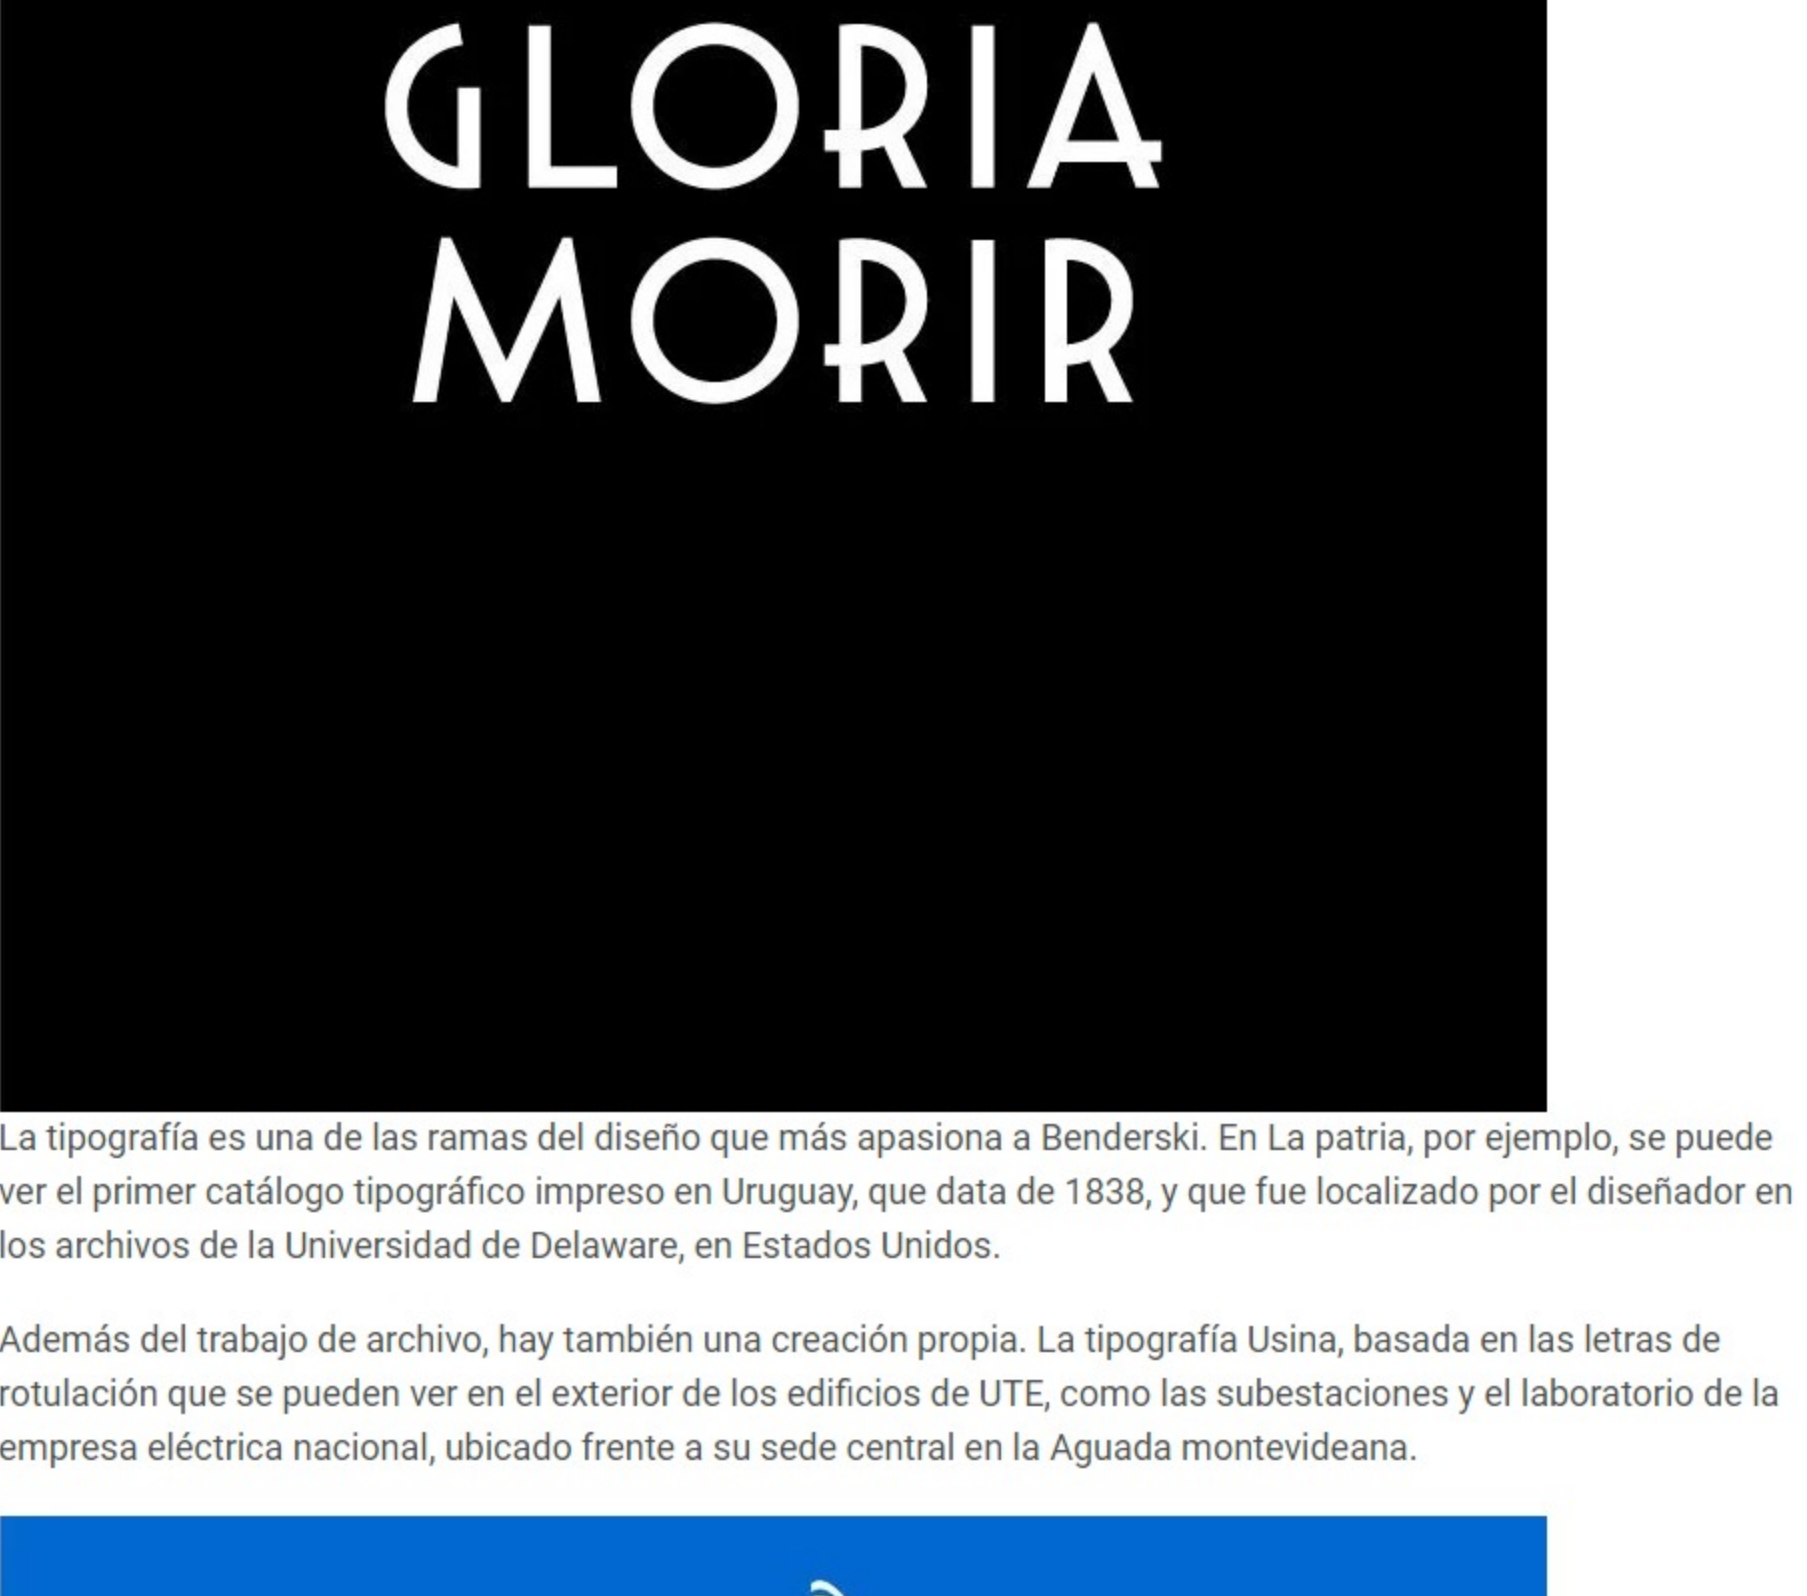 GLORIA
MORIR
La tipografía es una de las ramas del diseño que más apasiona a Benderski. En La patria, por ejemplo, se puede
ver el primer catálogo tipográfico impreso en Uruguay, que data de 1838, y que fue localizado por el diseñador en
los archivos de la Universidad de Delaware, en Estados Unidos.
Además del trabajo de archivo, hay también una creación propia. La tipografía Usina, basada en las letras de
rotulación que se pueden ver en el exterior de los edificios de UTE, como las subestaciones y el laboratorio de la
empresa eléctrica nacional, ubicado frente a su sede central en la Aguada montevideana.